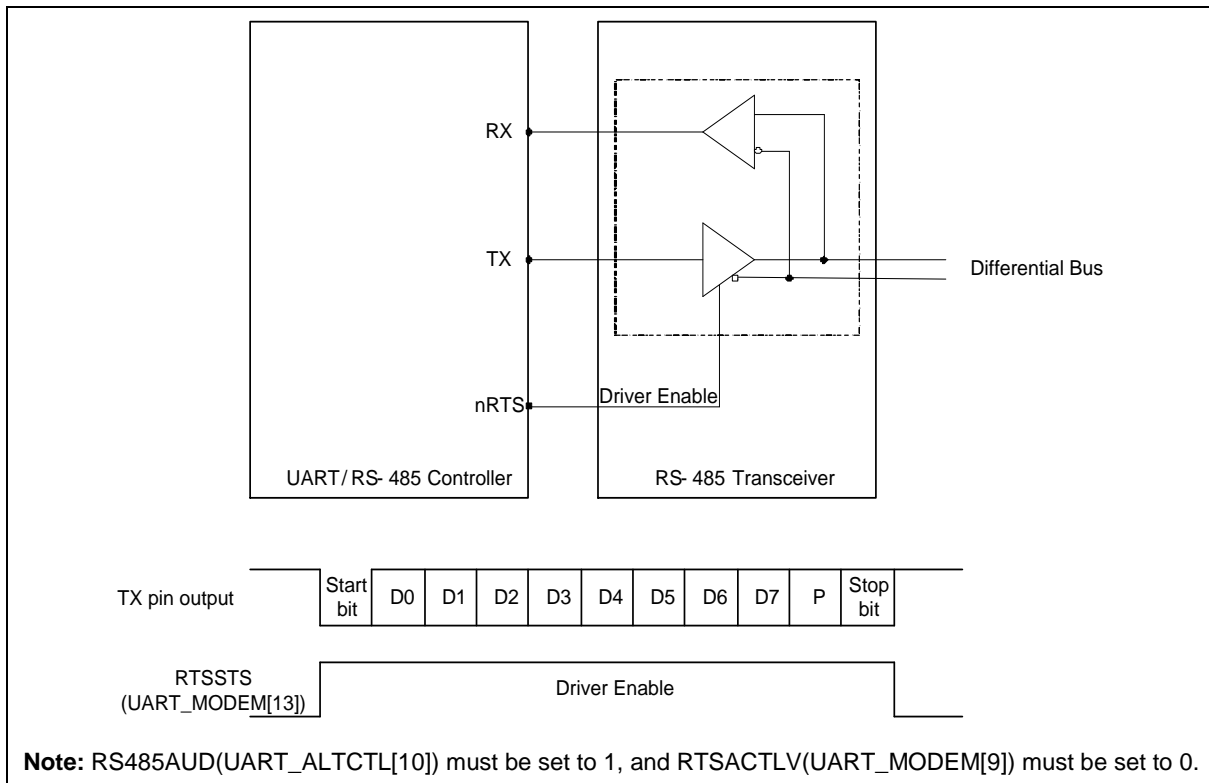 RX
TX
Differential Bus
nRTS
Driver Enable
UART/RS- 485 Controller
RS- 485 Transceiver
TX pin output
Start bit
D0
D1
D2
D3
D4
D5
D6
D7
P
Stop bit
RTSSTS
(UART_MODEM[13])
Driver Enable
Note: RS485AUD(UART_ALTCTL[10]) must be set to 1, and RTSACTLV(UART_MODEM[9]) must be set to 0.